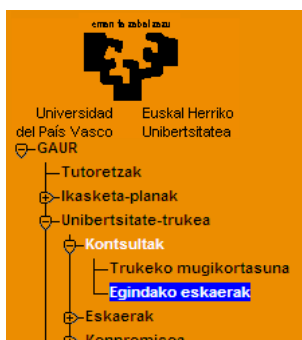 eman ta zabal zazu
Universidad Euskal Herriko
del País Vasco Unibertsitatea
GAUR
Tutoretzak
Ikasketa-planak
Unibertsitate-trukea
Kontsultak
Trukeko mugikortasuna
Egindako eskaerak
Eskaerak